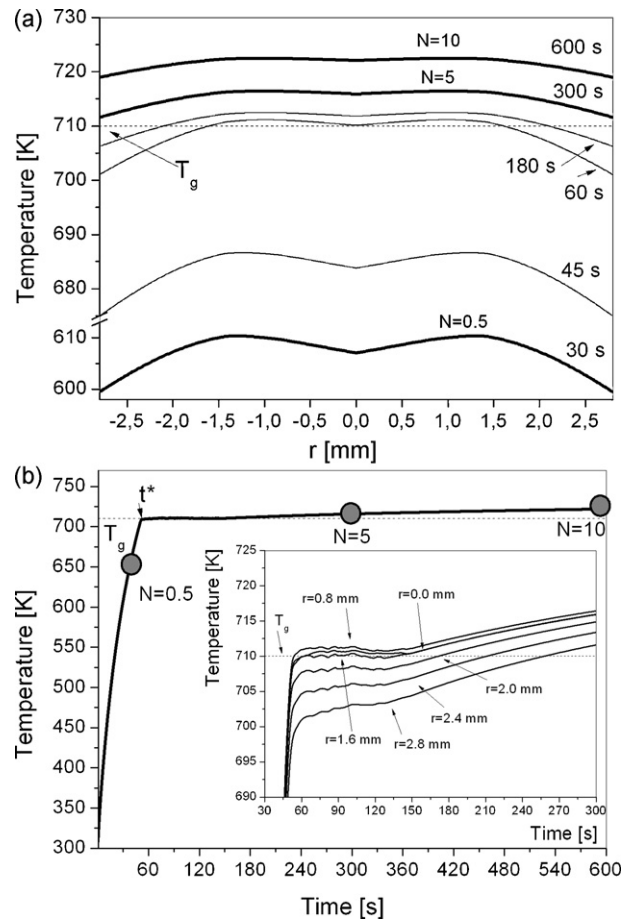 (a)
730
720
710
700
690
680
610
600
Temperature [K]
N=10
600 s
N=5
300 s
Tg
180 s
60 s
45 s
N=0.5
30 s
-2,5 -2,0 -1,5 -1,0 -0,5 0,0 0,5 1,0 1,5 2,0 2,5
r [mm]
(b)
750
700
650
600
550
500
450
400
350
300
Temperature [K]
t*
Tg
N=0.5
N=5
N=10
725
720
715
710
705
700
695
690
Temperature [K]
r=0.8 mm
r=0.0 mm
Tg
r=2.0 mm
r=1.6 mm
r=2.4 mm
r=2.8 mm
30 60 90 120 150 180 210 240 270 300
Time [s]
60 120 180 240 300 360 420 480 540 600
Time [s]